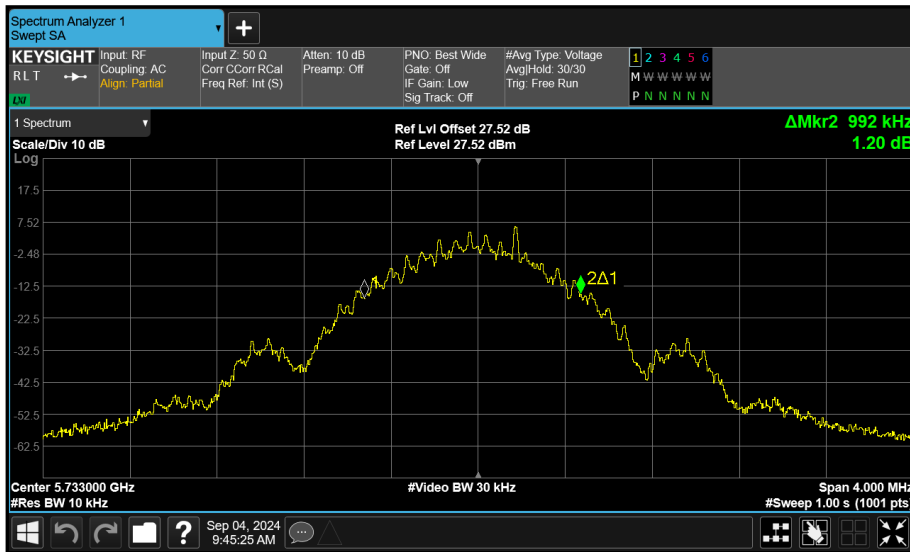 Spectrum Analyzer 1
Swept SA
KEYSIGHT
RLT
LXI
Input: RF
Coupling: AC
Align: Partial
Input Z: 50 Ω
Corr CCorr RCal
Freq Ref: Int (S)
Atten: 10 dB
Preamp: Off
PNO: Best Wide
Gate: Off
IF Gain: Low
Sig Track: Off
#Avg Type: Voltage
Avg|Hold: 30/30
Trig: Free Run
1 2 3 4 5 6
M W W W W W
P N N N N N
1 Spectrum
Scale/Div 10 dB
Log
Ref Lvl Offset 27.52 dB
Ref Level 27.52 dBm
ΔMkr2 992 kHz
1.20 dB
17.5
7.52
-2.48
-12.5
-22.5
-32.5
-42.5
-52.5
-62.5
1
2Δ1
Center 5.733000 GHz
#Res BW 10 kHz
#Video BW 30 kHz
Span 4.000 MHz
#Sweep 1.00 s (1001 pts)
?
Sep 04, 2024
9:45:25 AM